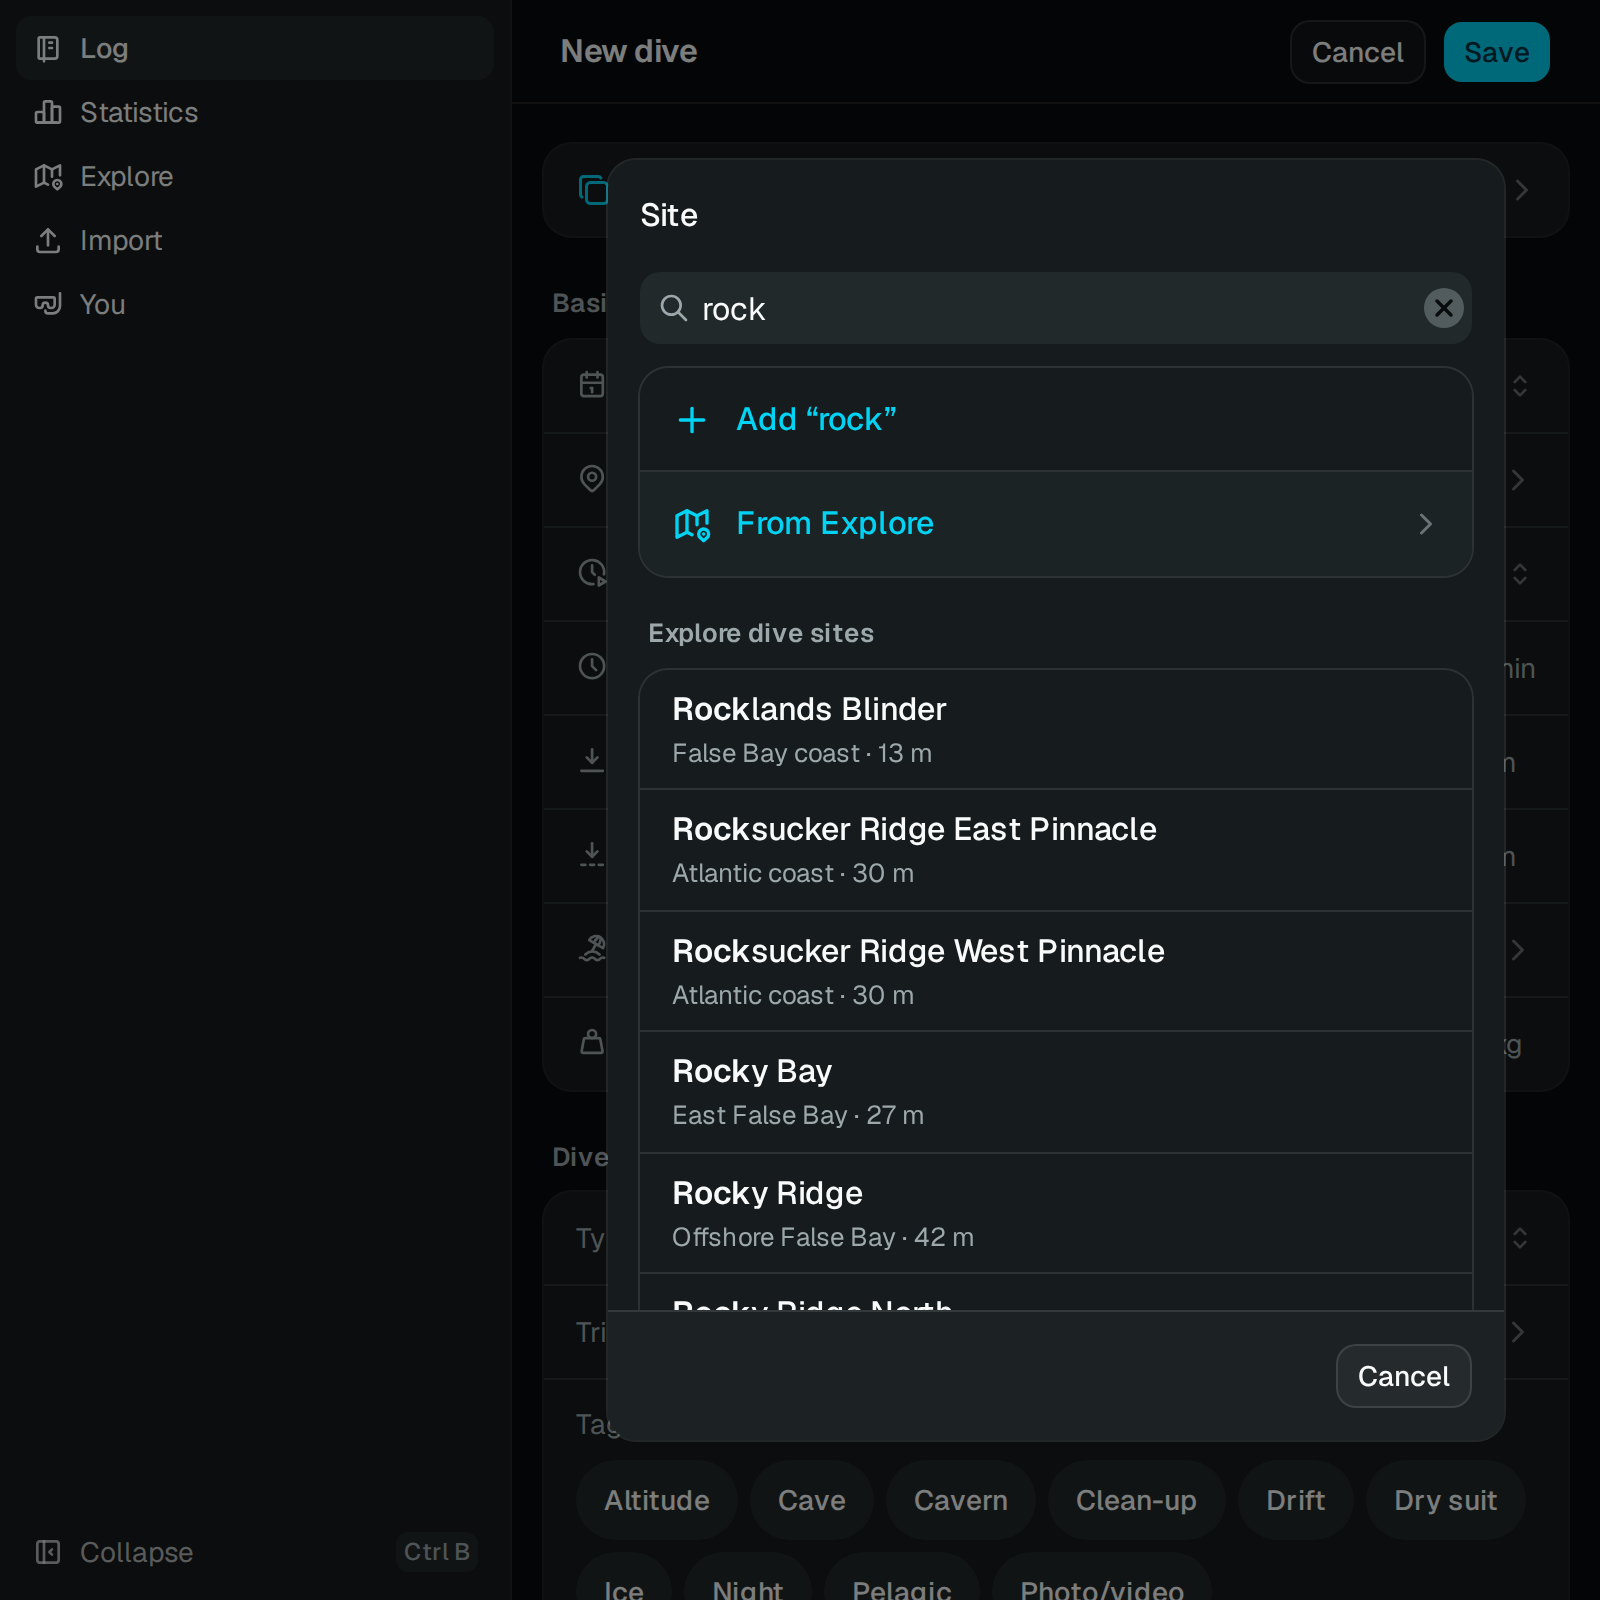 Log
Statistics
Explore
Import
You
Collapse
Ctrl B
New dive
Cancel
Save
Site
rock
Add “rock”
From Explore
Explore dive sites
Rocklands Blinder
False Bay coast · 13 m
Rocksucker Ridge East Pinnacle
Atlantic coast · 30 m
Rocksucker Ridge West Pinnacle
Atlantic coast · 30 m
Rocky Bay
East False Bay · 27 m
Rocky Ridge
Offshore False Bay · 42 m
Rocky Ridge North
Cancel
Altitude
Cave
Cavern
Clean-up
Drift
Dry suit
Ice
Night
Pelagic
Photo/video